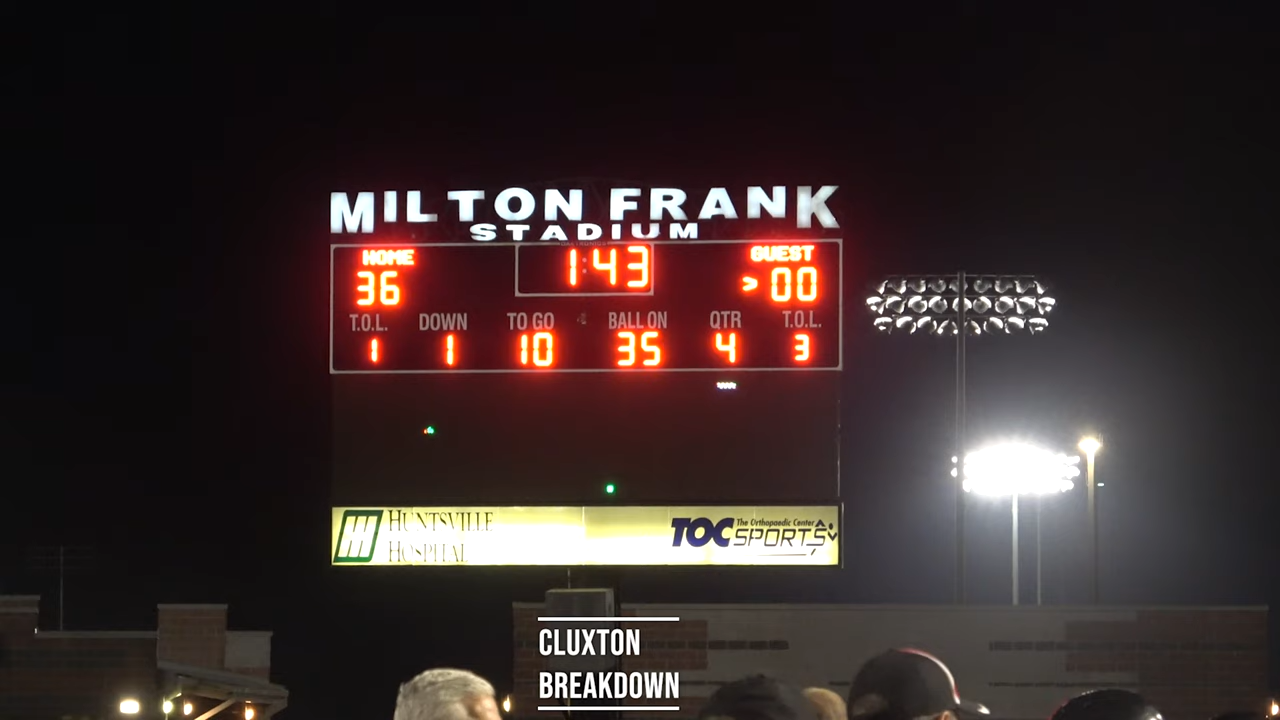 MILTON FRANK
STADIUM
HOME 1:43 GUEST
36 > 00
T.O.L. DOWN TO GO BALL ON QTR T.O.L.
1 1 10 35 4 3
HUNTSVILLE
HOSPITAL
TOC The Orthopaedic Center
SPORTS
CLUXTON
BREAKDOWN